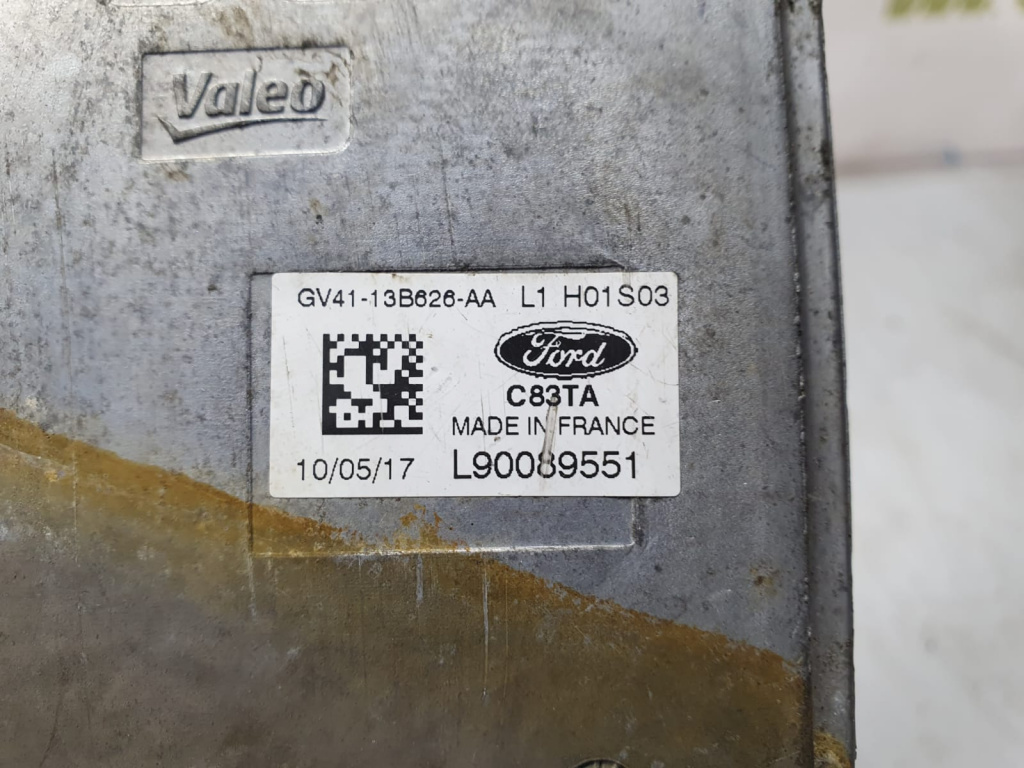 Valeo
GV41-13B626-AA L1 H01S03
Ford
C83TA
MADE IN FRANCE
10/05/17 L90089551